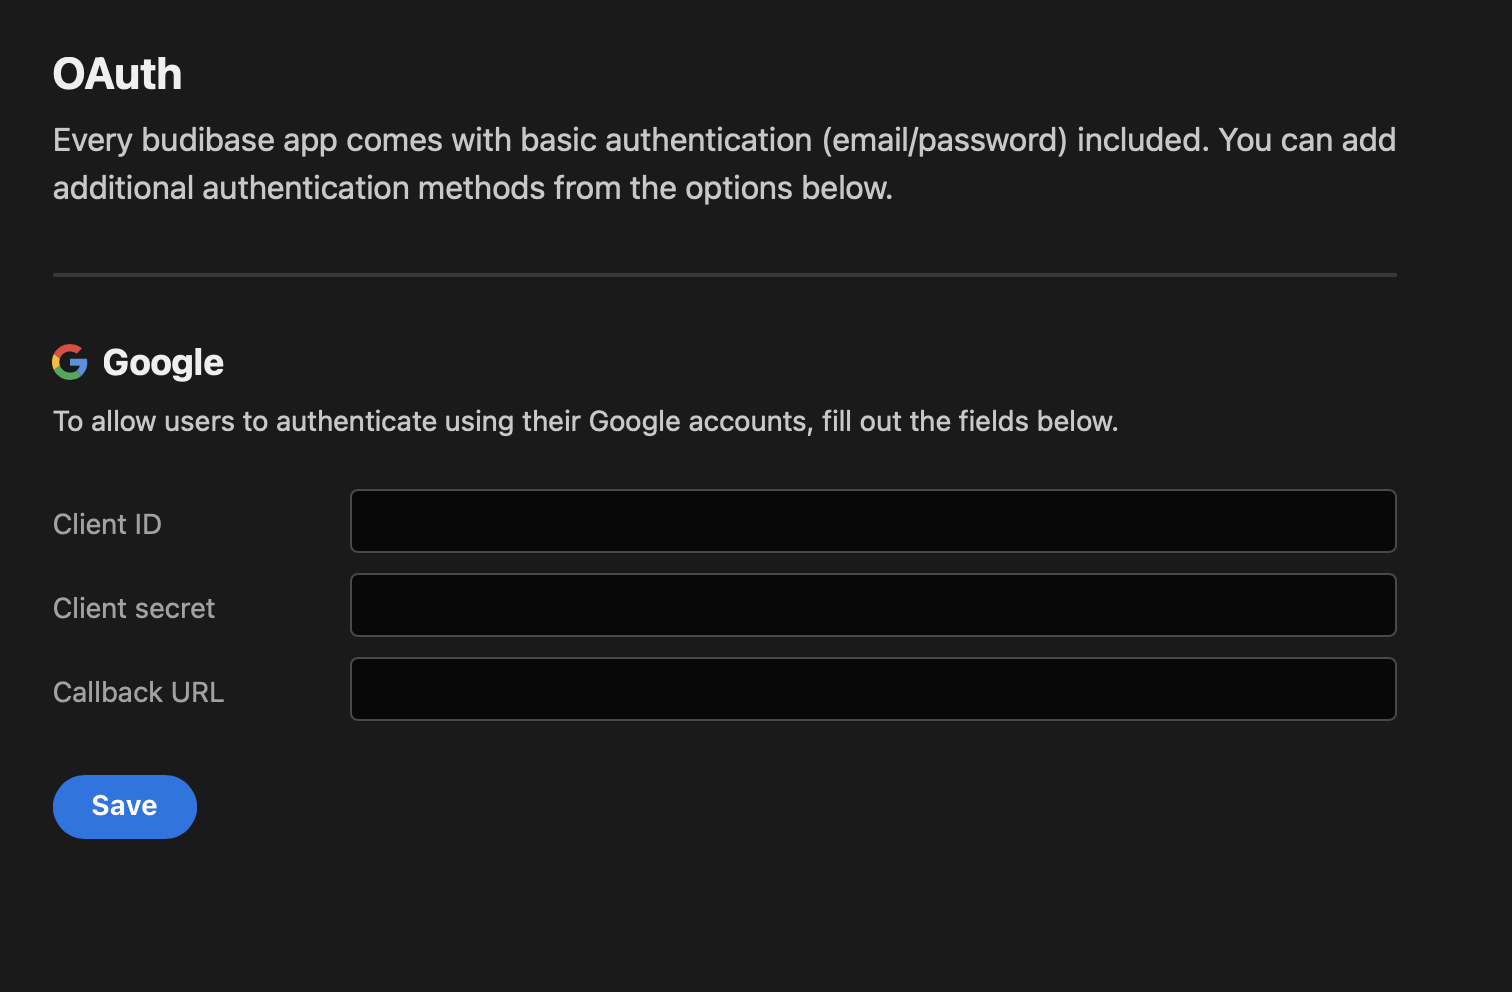 OAuth
Every budibase app comes with basic authentication (email/password) included. You can add
additional authentication methods from the options below.
Google
To allow users to authenticate using their Google accounts, fill out the fields below.
Client ID
Client secret
Callback URL
Save